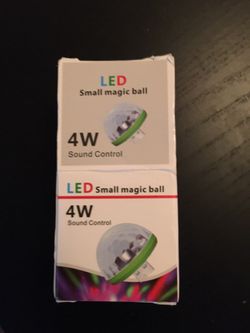 LED
Small magic ball
4W
Sound Control
LED Small magic ball
4W
Sound Control